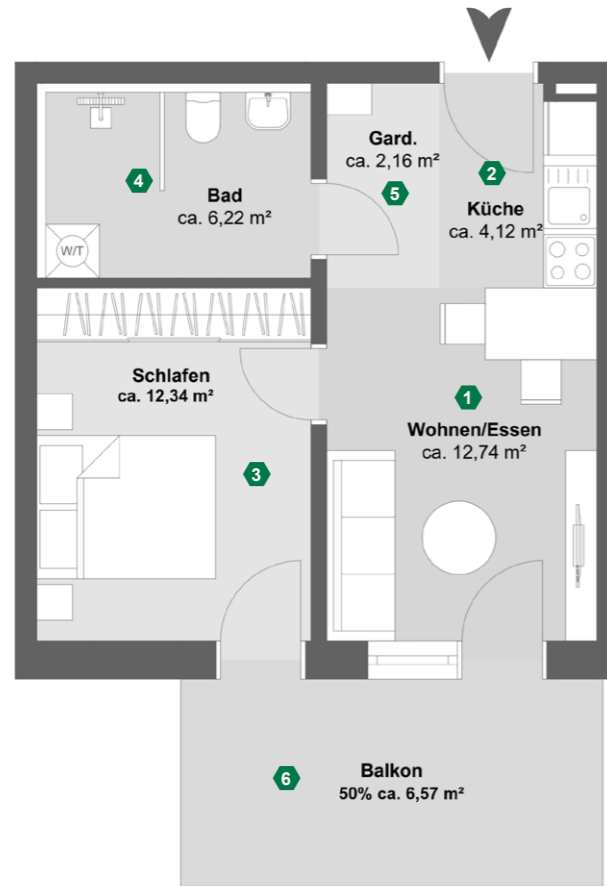 Gard.
ca. 2,16 m²
5
2
Küche
ca. 4,12 m²
4
Bad
ca. 6,22 m²
W/T
Schlafen
ca. 12,34 m²
3
1
Wohnen/Essen
ca. 12,74 m²
6
Balkon
50% ca. 6,57 m²